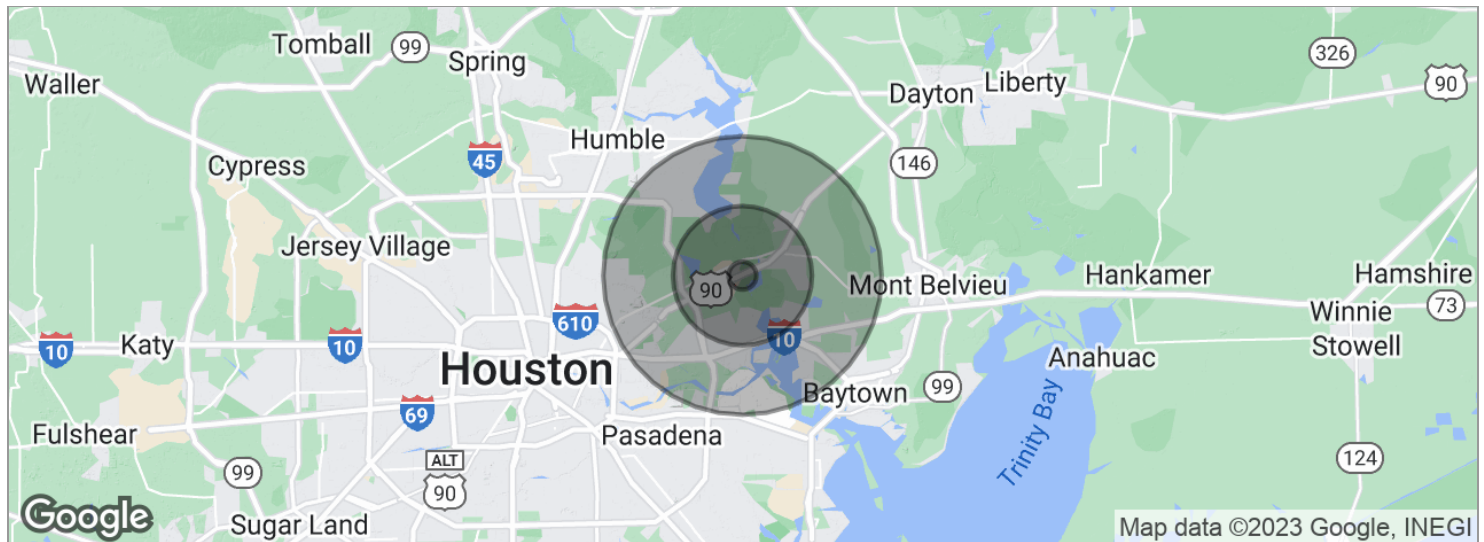 Tomball
99
Spring
Waller
326
90
Dayton
Liberty
Humble
45
146
Cypress
Jersey Village
90
Mont Belvieu
Hankamer
Hamshire
73
Winnie
Stowell
610
10
10
10
Katy
Houston
Anahuac
Baytown
99
69
Fulshear
Pasadena
Trinity Bay
124
99
ALT
90
Google
Sugar Land
Map data ©2023 Google, INEGI